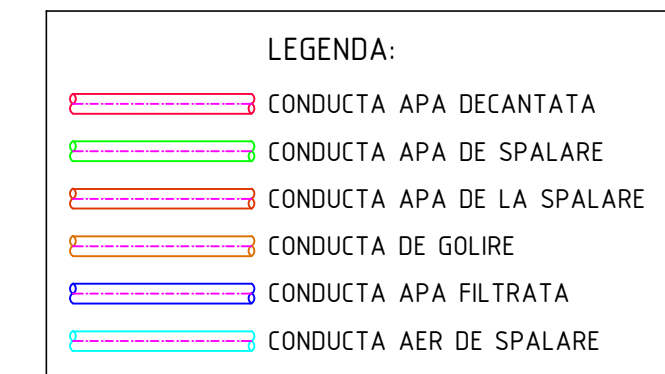 LEGENDA:
CONDUCTA APA DECANTATA
CONDUCTA APA DE SPALARE
CONDUCTA APA DE LA SPALARE
CONDUCTA DE GOLIRE
CONDUCTA APA FILTRATA
CONDUCTA AER DE SPALARE